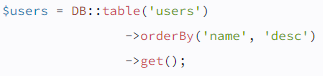 $users = DB::table('users')
->orderBy('name', 'desc')
->get();